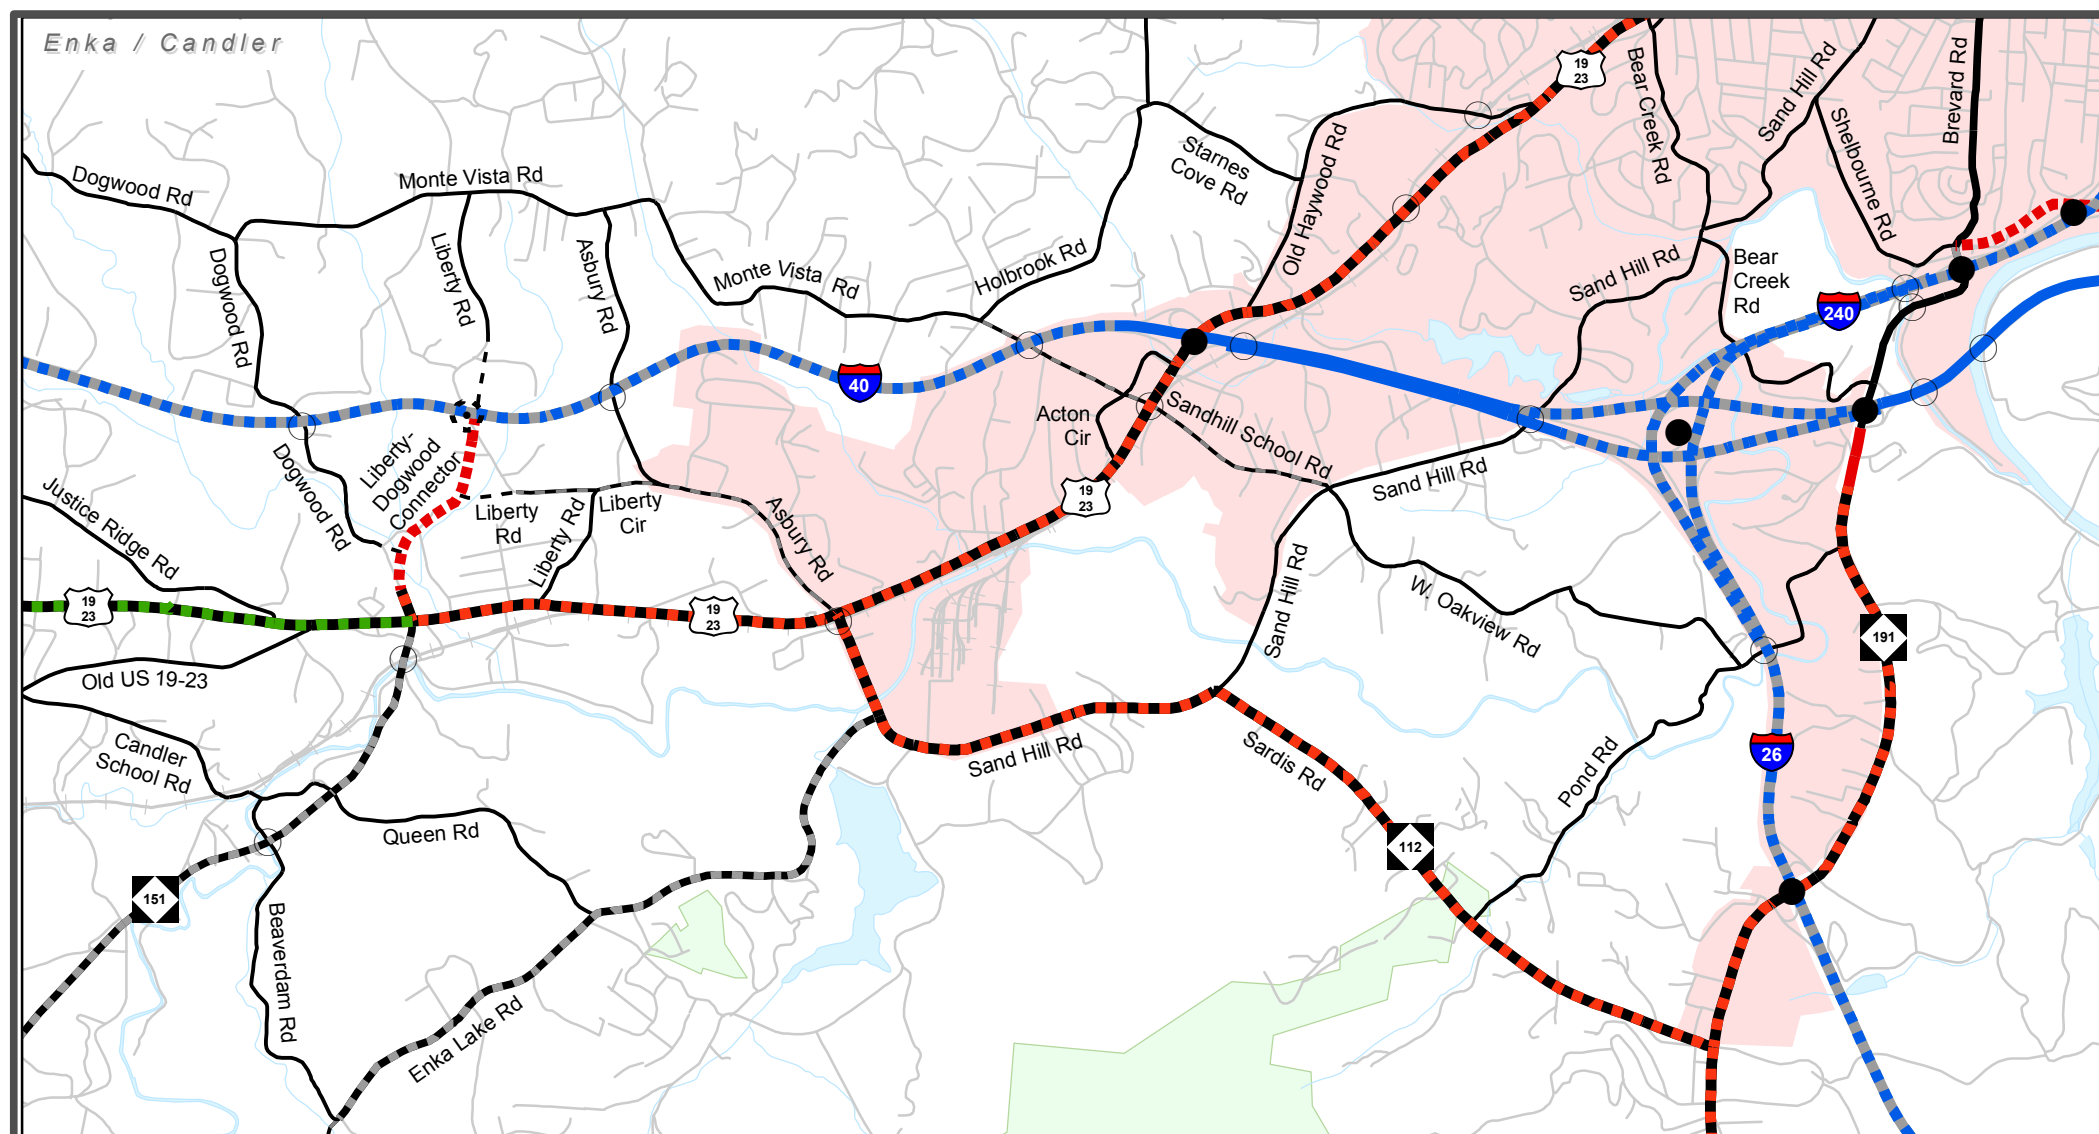 Enka / Candler
19
23
Bear Creek Rd
Sand Hill Rd
Brevard Rd
Shelbourne Rd
Dogwood Rd
Monte Vista Rd
Starnes
Cove Rd
Old Haywood Rd
Liberty Rd
Asbury Rd
Dogwood Rd
Monte Vista Rd
Holbrook Rd
Sand Hill Rd
Bear
Creek
Rd
240
40
Acton
Cir
Sandhill School Rd
Sand Hill Rd
Liberty-
Dogwood
Connector
Dogwood Rd
Justice Ridge Rd
Liberty
Rd
Liberty Rd
Liberty
Cir
Asbury Rd
19
23
19
23
19
23
Sand Hill Rd
W. Oakview Rd
191
Old US 19-23
Candler
School Rd
Sand Hill Rd
Sardis Rd
Pond Rd
26
Queen Rd
112
151
Beaverdam Rd
Enka Lake Rd